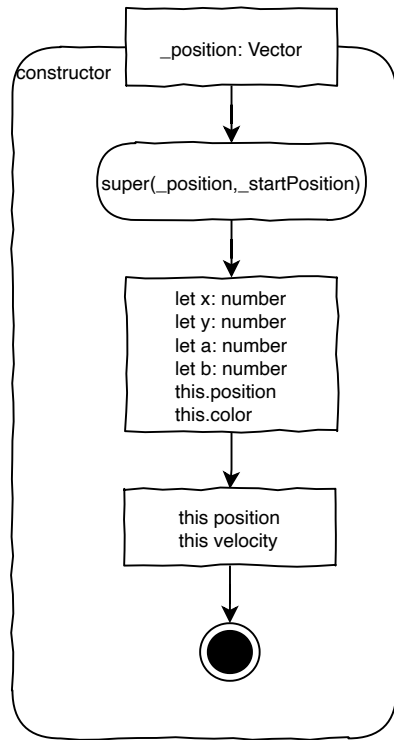 _position: Vector
constructor
super(_position,_startPosition)
let x: number
let y: number
let a: number
let b: number
this.position
this.color
this position
this velocity